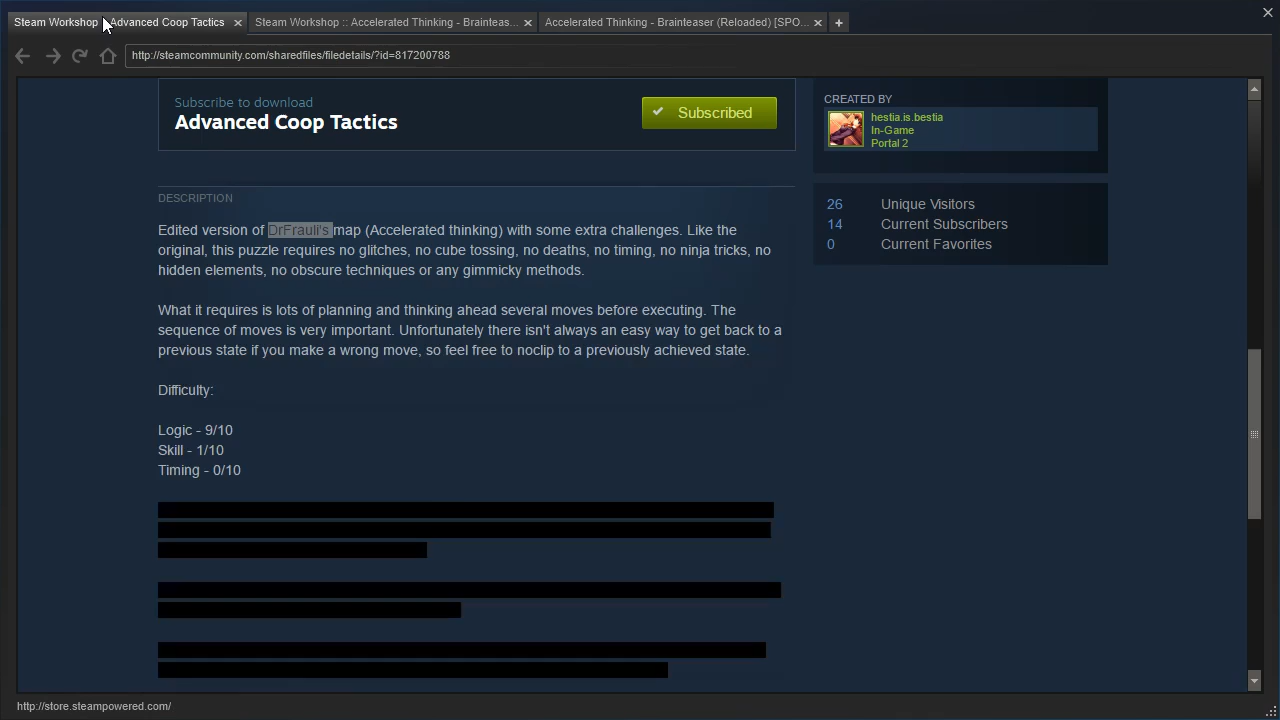 Steam Workshop :: Advanced Coop Tactics
Steam Workshop :: Accelerated Thinking - Brainteas...
Accelerated Thinking - Brainteaser (Reloaded) [SPO...
http://steamcommunity.com/sharedfiles/filedetails/?id=817200788
Subscribe to download
Advanced Coop Tactics
Subscribed
CREATED BY
hestia.is.bestia
In-Game
Portal 2
26 Unique Visitors
14 Current Subscribers
0 Current Favorites
DESCRIPTION
Edited version of DrFrauli's map (Accelerated thinking) with some extra challenges. Like the
original, this puzzle requires no glitches, no cube tossing, no deaths, no timing, no ninja tricks, no
hidden elements, no obscure techniques or any gimmicky methods.
What it requires is lots of planning and thinking ahead several moves before executing. The
sequence of moves is very important. Unfortunately there isn't always an easy way to get back to a
previous state if you make a wrong move, so feel free to noclip to a previously achieved state.
Difficulty:
Logic - 9/10
Skill - 1/10
Timing - 0/10
http://store.steampowered.com/